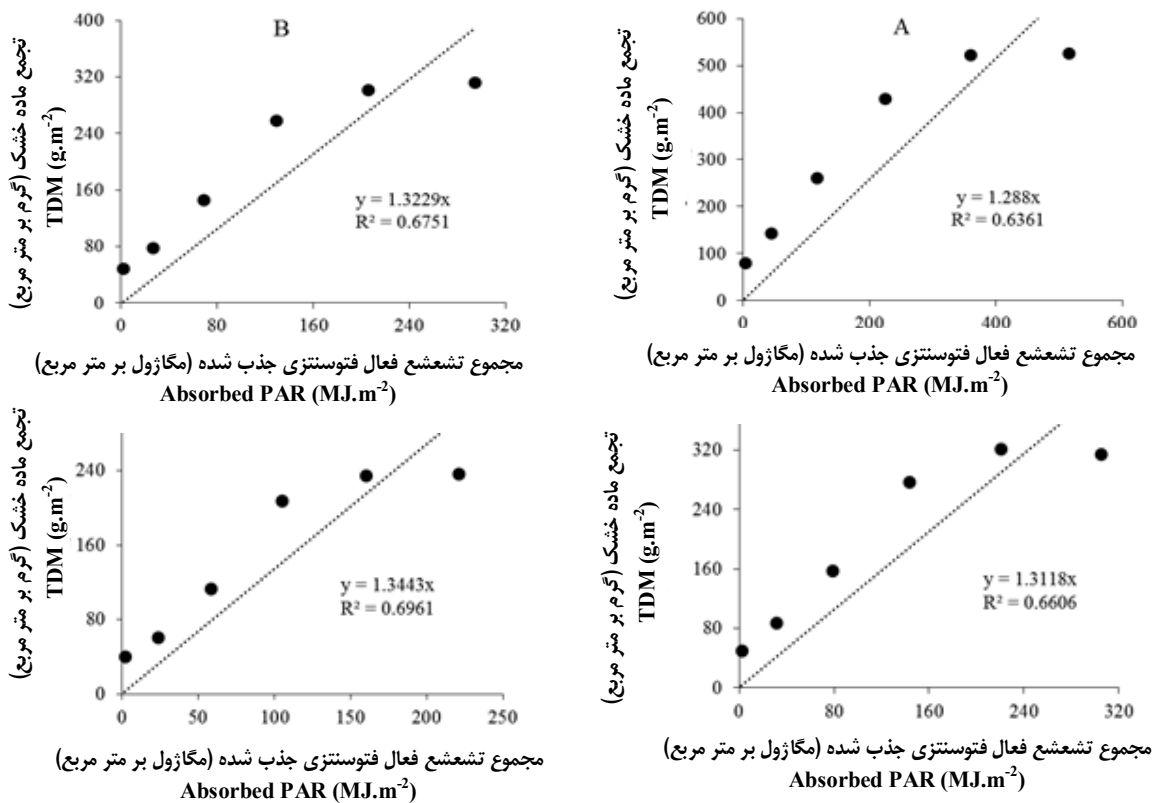 B
400
320
240
160
80
0
0
80
160
240
320
y = 1.3229x
R² = 0.6751
تجمع ماده خشک (گرم بر متر مربع)
TDM (g.m-2)
مجموع تشعشع فعال فتوسنتزی جذب شده (مگاژول بر متر مربع)
Absorbed PAR (MJ.m-2)
A
600
500
400
300
200
100
0
0
200
400
600
y = 1.288x
R² = 0.6361
تجمع ماده خشک (گرم بر متر مربع)
TDM (g.m-2)
مجموع تشعشع فعال فتوسنتزی جذب شده (مگاژول بر متر مربع)
Absorbed PAR (MJ.m-2)
240
160
80
0
0
50
100
150
200
250
y = 1.3443x
R² = 0.6961
تجمع ماده خشک (گرم بر متر مربع)
TDM (g.m-2)
مجموع تشعشع فعال فتوسنتزی جذب شده (مگاژول بر متر مربع)
Absorbed PAR (MJ.m-2)
320
240
160
80
0
0
80
160
240
320
y = 1.3118x
R² = 0.6606
تجمع ماده خشک (گرم بر متر مربع)
TDM (g.m-2)
مجموع تشعشع فعال فتوسنتزی جذب شده (مگاژول بر متر مربع)
Absorbed PAR (MJ.m-2)